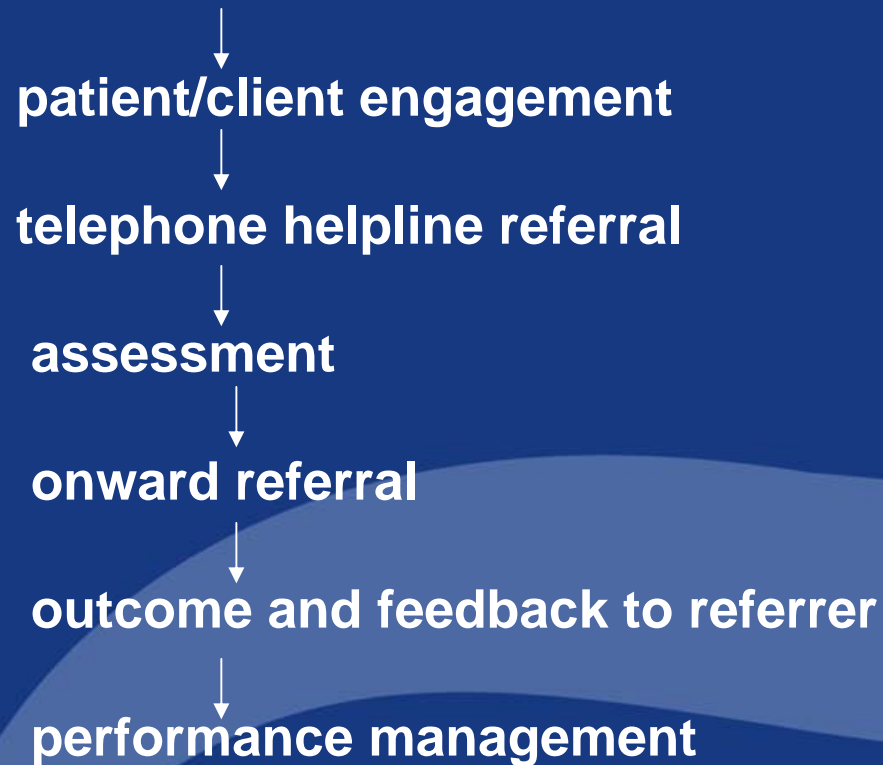 patient/client engagement
telephone helpline referral
assessment
onward referral
outcome and feedback to referrer
performance management